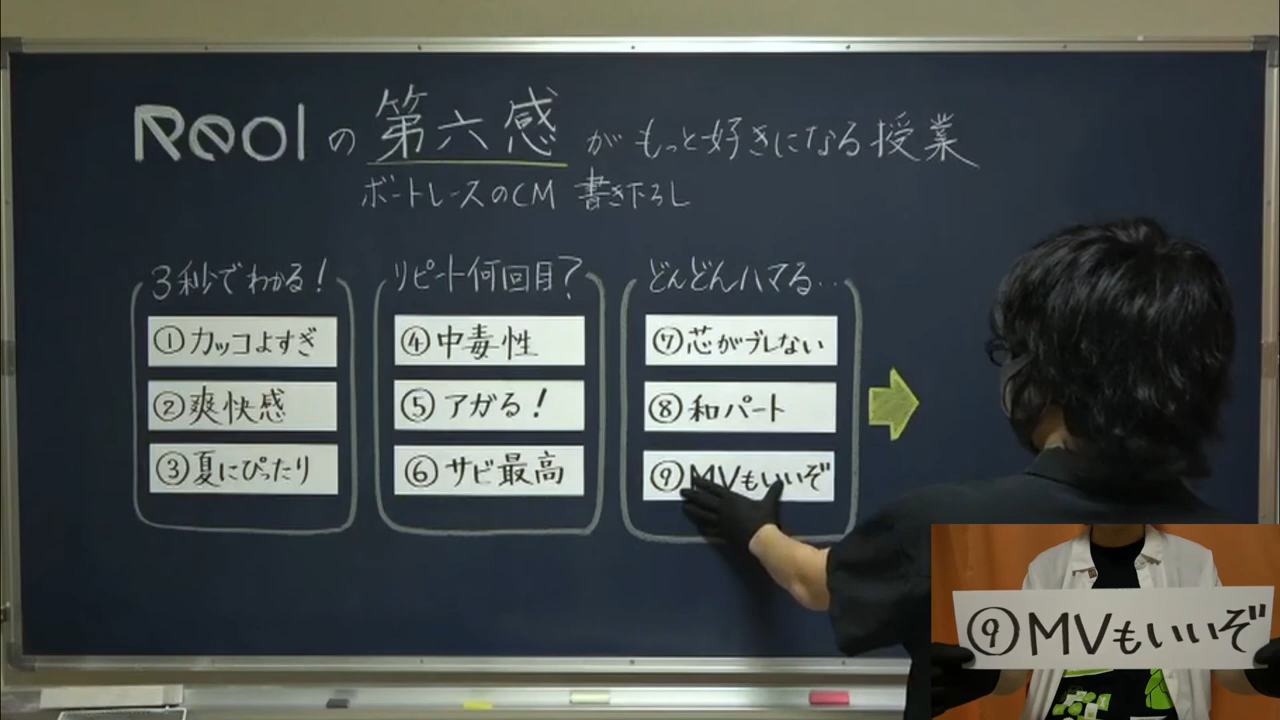 Reolの第六感がもっと好きになる授業
ボートレースのCM 書き下ろし
3秒でわかる!
①カッコよすぎ
②爽快感
③夏にぴったり
リピート何回目?
④中毒性
⑤アガる!
⑥サビ最高
どんどんハマる...
⑦芯がブレない
⑧和パート
⑨MVもいいぞ
⑨MVもいいぞ